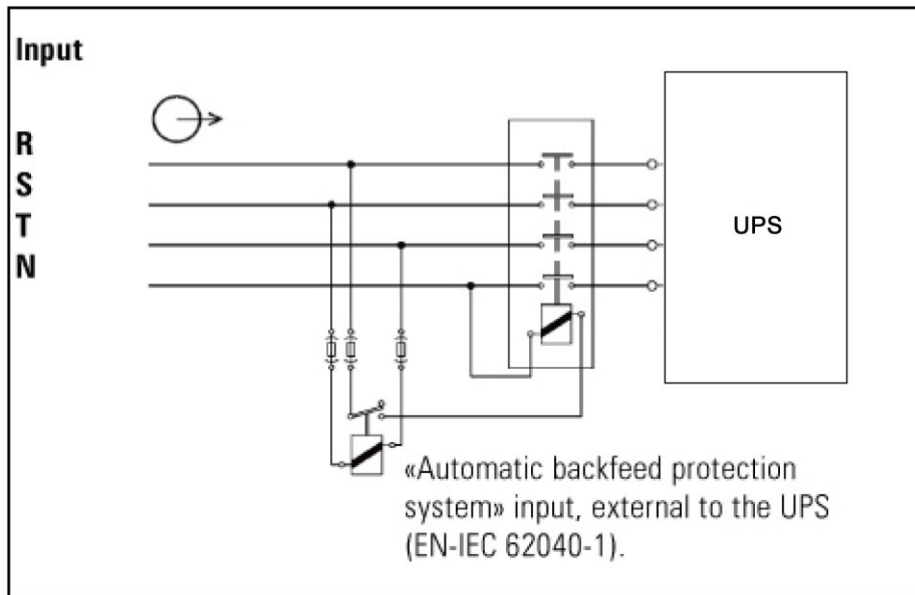 Input
R
S
T
N
UPS
«Automatic backfeed protection
system» input, external to the UPS
(EN-IEC 62040-1).